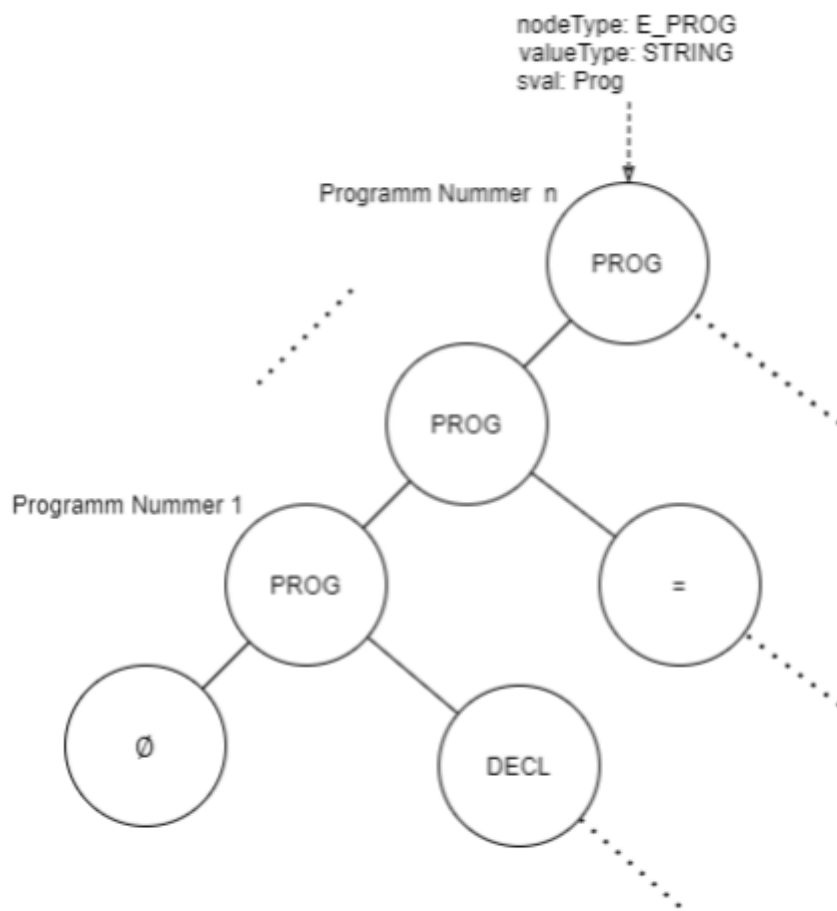 nodeType: E_PROG
valueType: STRING
sval: Prog
Programm Nummer n
PROG
PROG
Programm Nummer 1
PROG
=
Ø
DECL